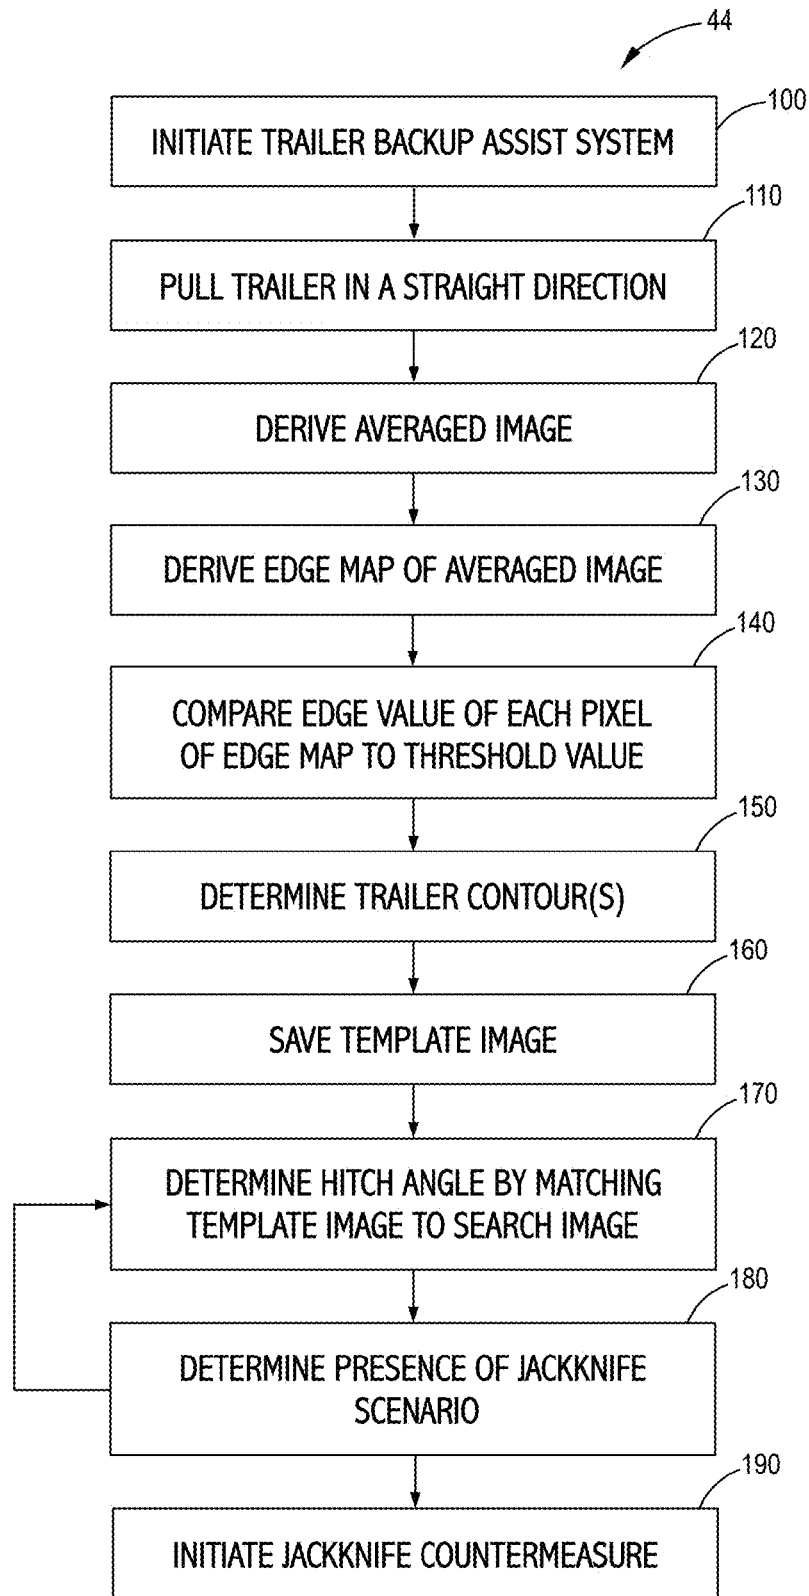 44
100
INITIATE TRAILER BACKUP ASSIST SYSTEM
110
PULL TRAILER IN A STRAIGHT DIRECTION
120
DERIVE AVERAGED IMAGE
130
DERIVE EDGE MAP OF AVERAGED IMAGE
140
COMPARE EDGE VALUE OF EACH PIXEL
OF EDGE MAP TO THRESHOLD VALUE
150
DETERMINE TRAILER CONTOUR(S)
160
SAVE TEMPLATE IMAGE
170
DETERMINE HITCH ANGLE BY MATCHING
TEMPLATE IMAGE TO SEARCH IMAGE
180
DETERMINE PRESENCE OF JACKKNIFE
SCENARIO
190
INITIATE JACKKNIFE COUNTERMEASURE